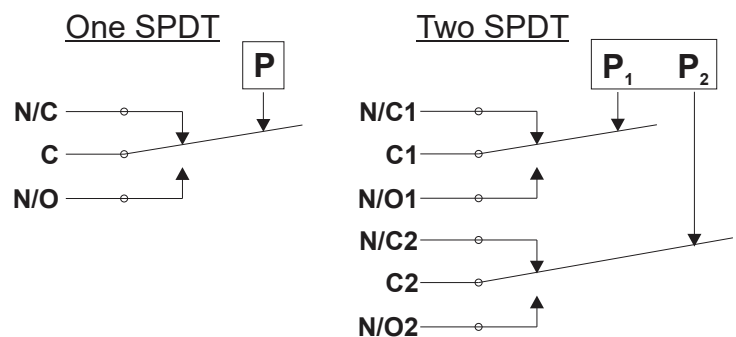 One SPDT
P
N/C
C
N/O
Two SPDT
P₁ P₂
N/C1
C1
N/O1
N/C2
C2
N/O2